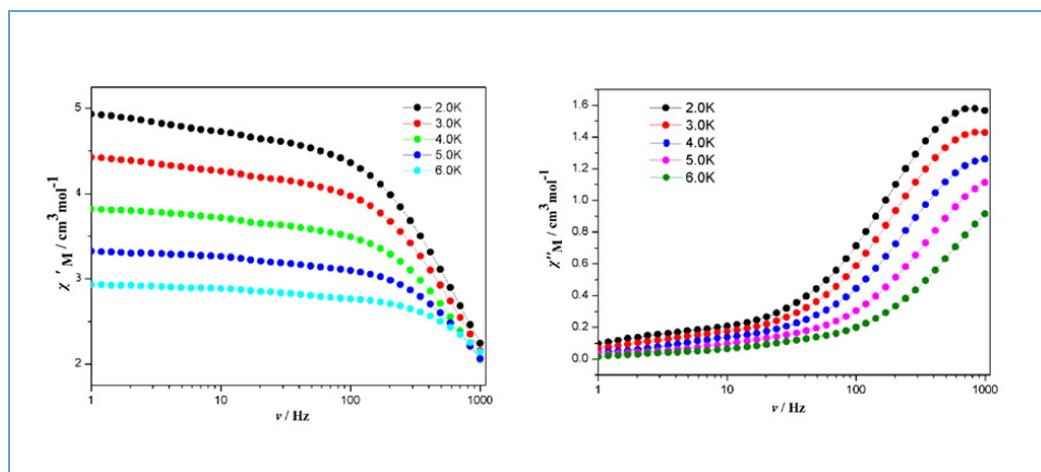 5
4
3
2
χ′M / cm³mol⁻¹
2.0K
3.0K
4.0K
5.0K
6.0K
1 10 100 1000
ν / Hz
1.6
1.4
1.2
1.0
0.8
0.6
0.4
0.2
0.0
χ″M / cm³mol⁻¹
2.0K
3.0K
4.0K
5.0K
6.0K
1 10 100 1000
ν / Hz